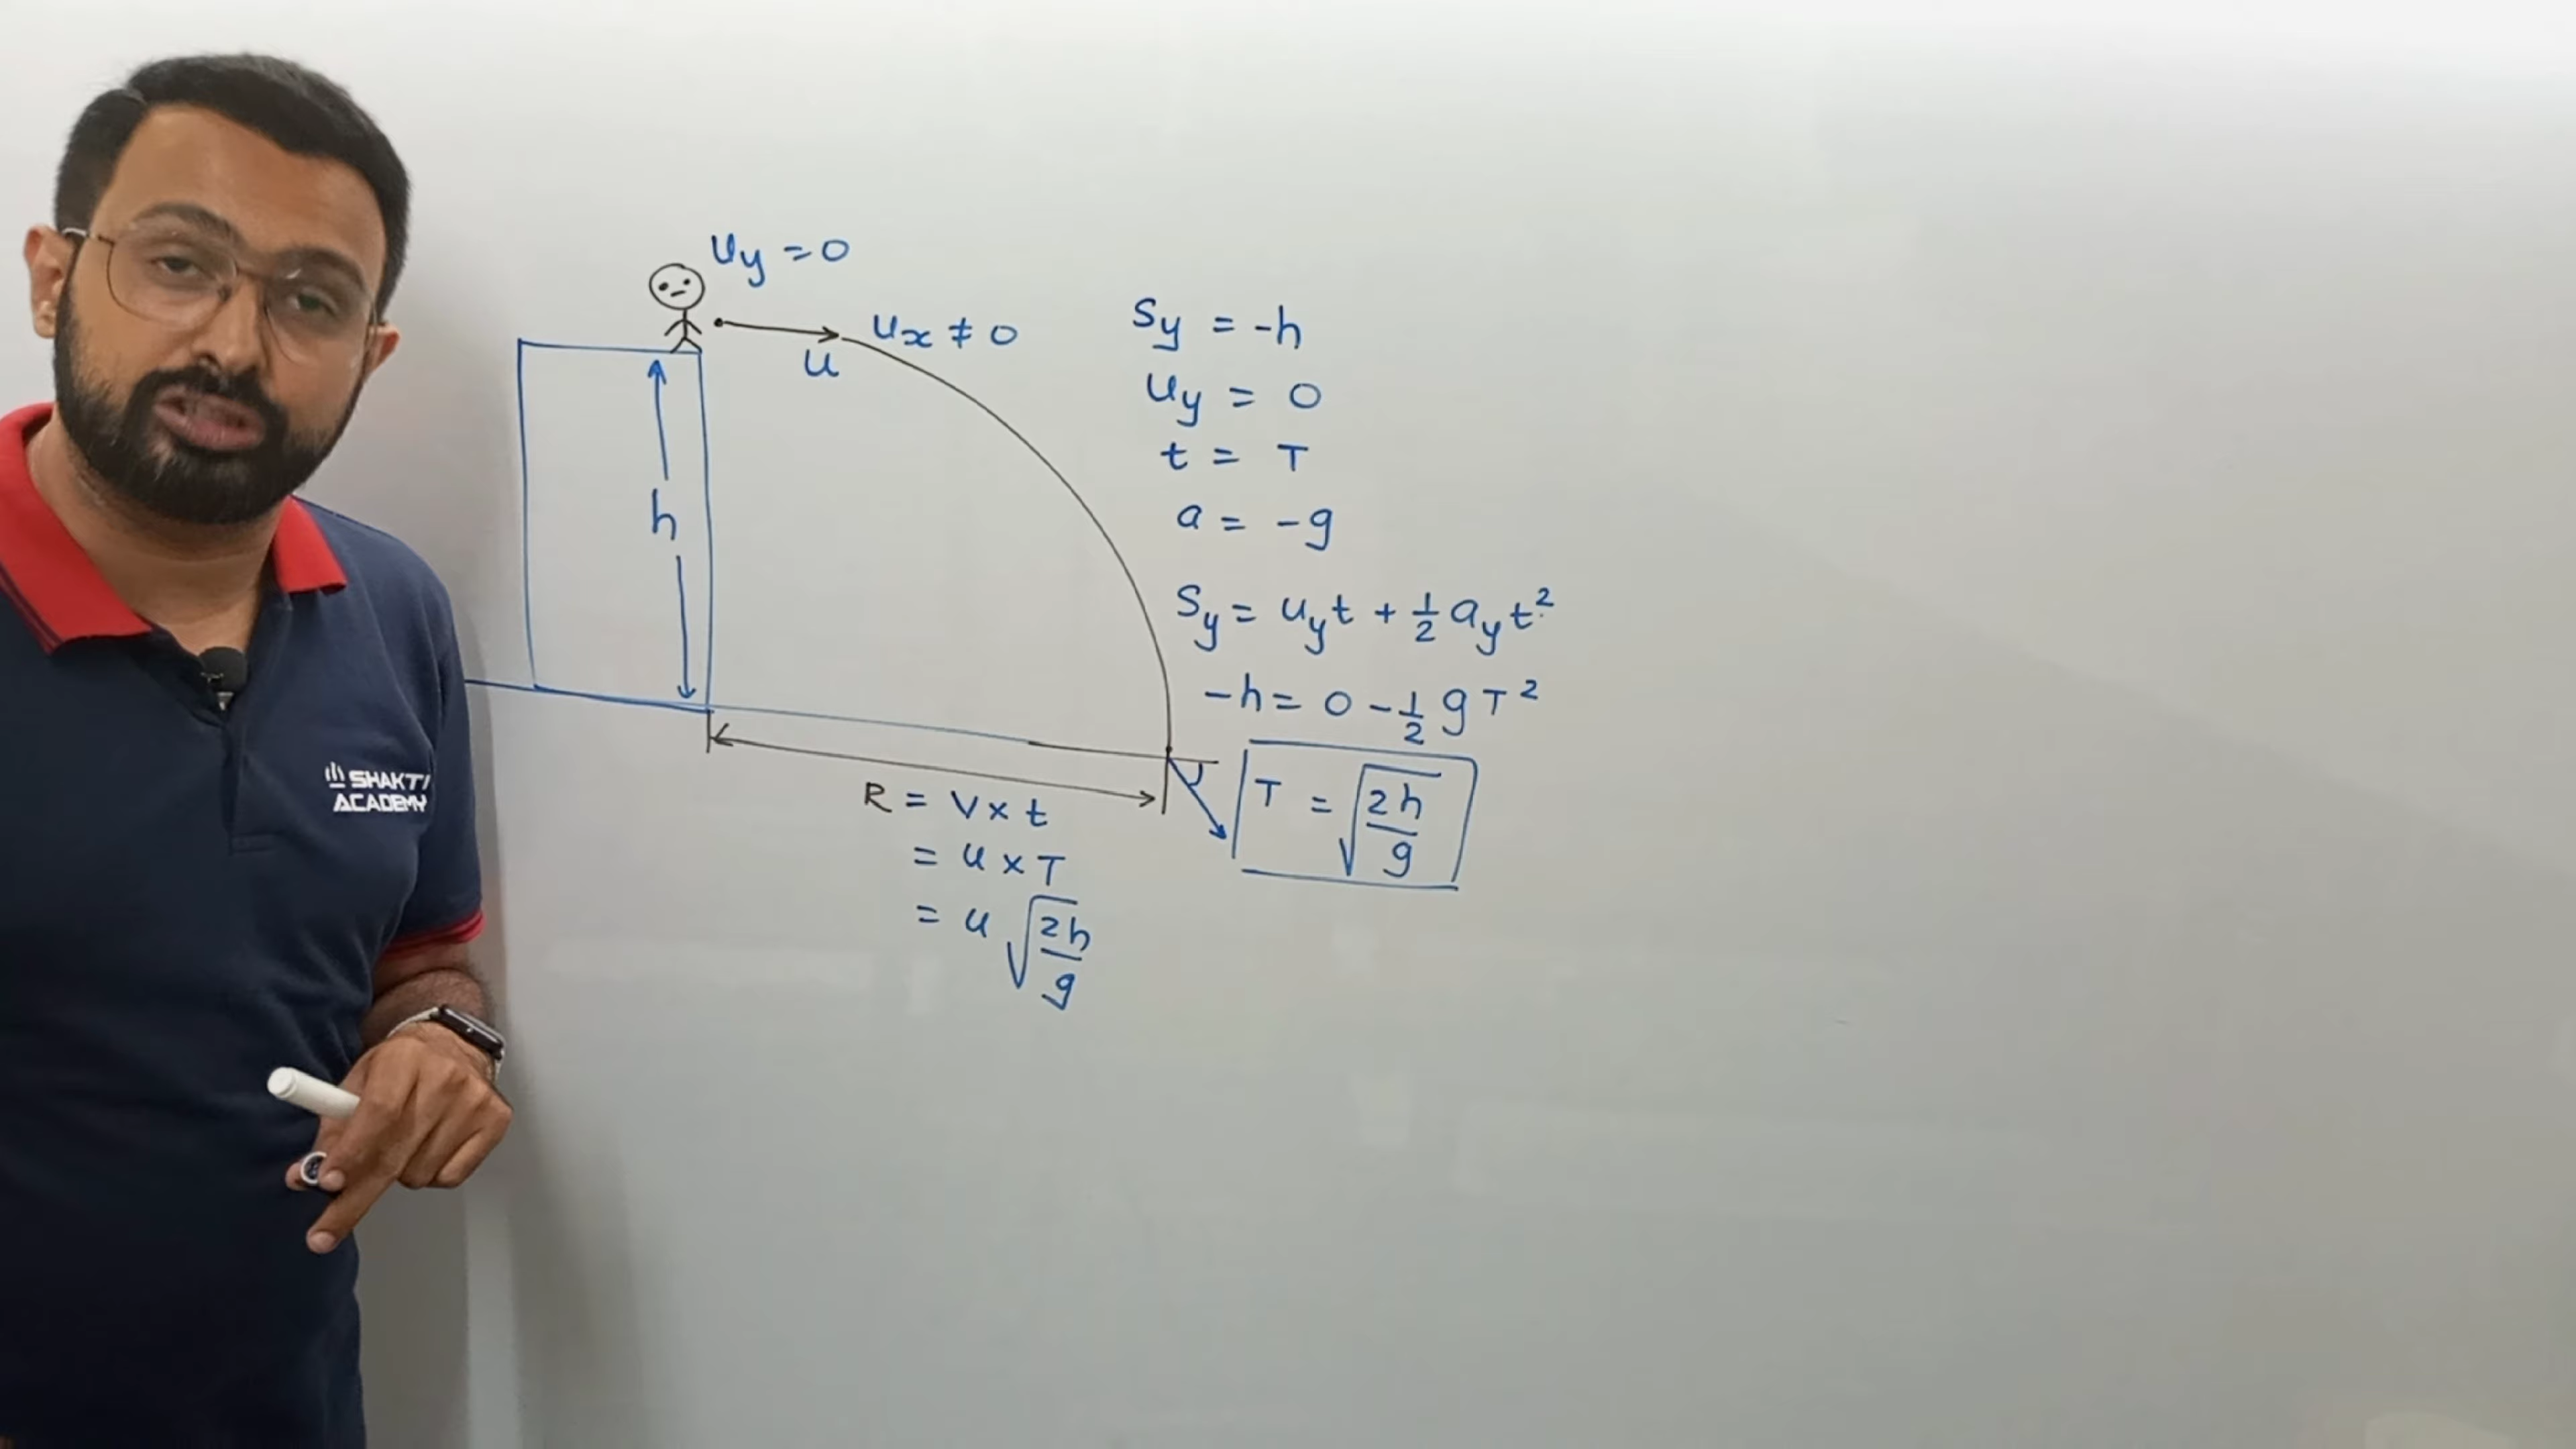 uy = 0
ux ≠ 0
u
h
Sy = -h
uy = 0
t = T
a = -g
Sy = uyt + 1/2 ayt²
-h = 0 - 1/2 gT²
T = √(2h/g)
R = V × t
= u × T
= u √(2h/g)
SHAKTI
ACADEMY